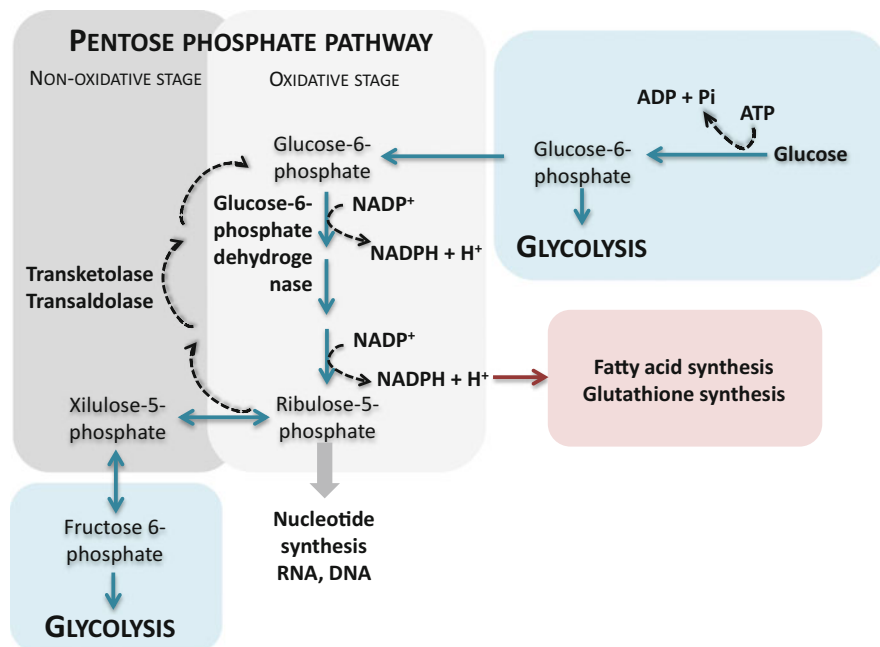 PENTOSE PHOSPHATE PATHWAY
NON-OXIDATIVE STAGE
OXIDATIVE STAGE
ADP + Pi
ATP
Glucose
Glucose-6-
phosphate
GLYCOLYSIS
Glucose-6-
phosphate
NADP⁺
Glucose-6-
phosphate
dehydroge
nase
NADPH + H⁺
Transketolase
Transaldolase
NADP⁺
NADPH + H⁺
Fatty acid synthesis
Glutathione synthesis
Xilulose-5-
phosphate
Ribulose-5-
phosphate
Nucleotide
synthesis
RNA, DNA
Fructose 6-
phosphate
GLYCOLYSIS